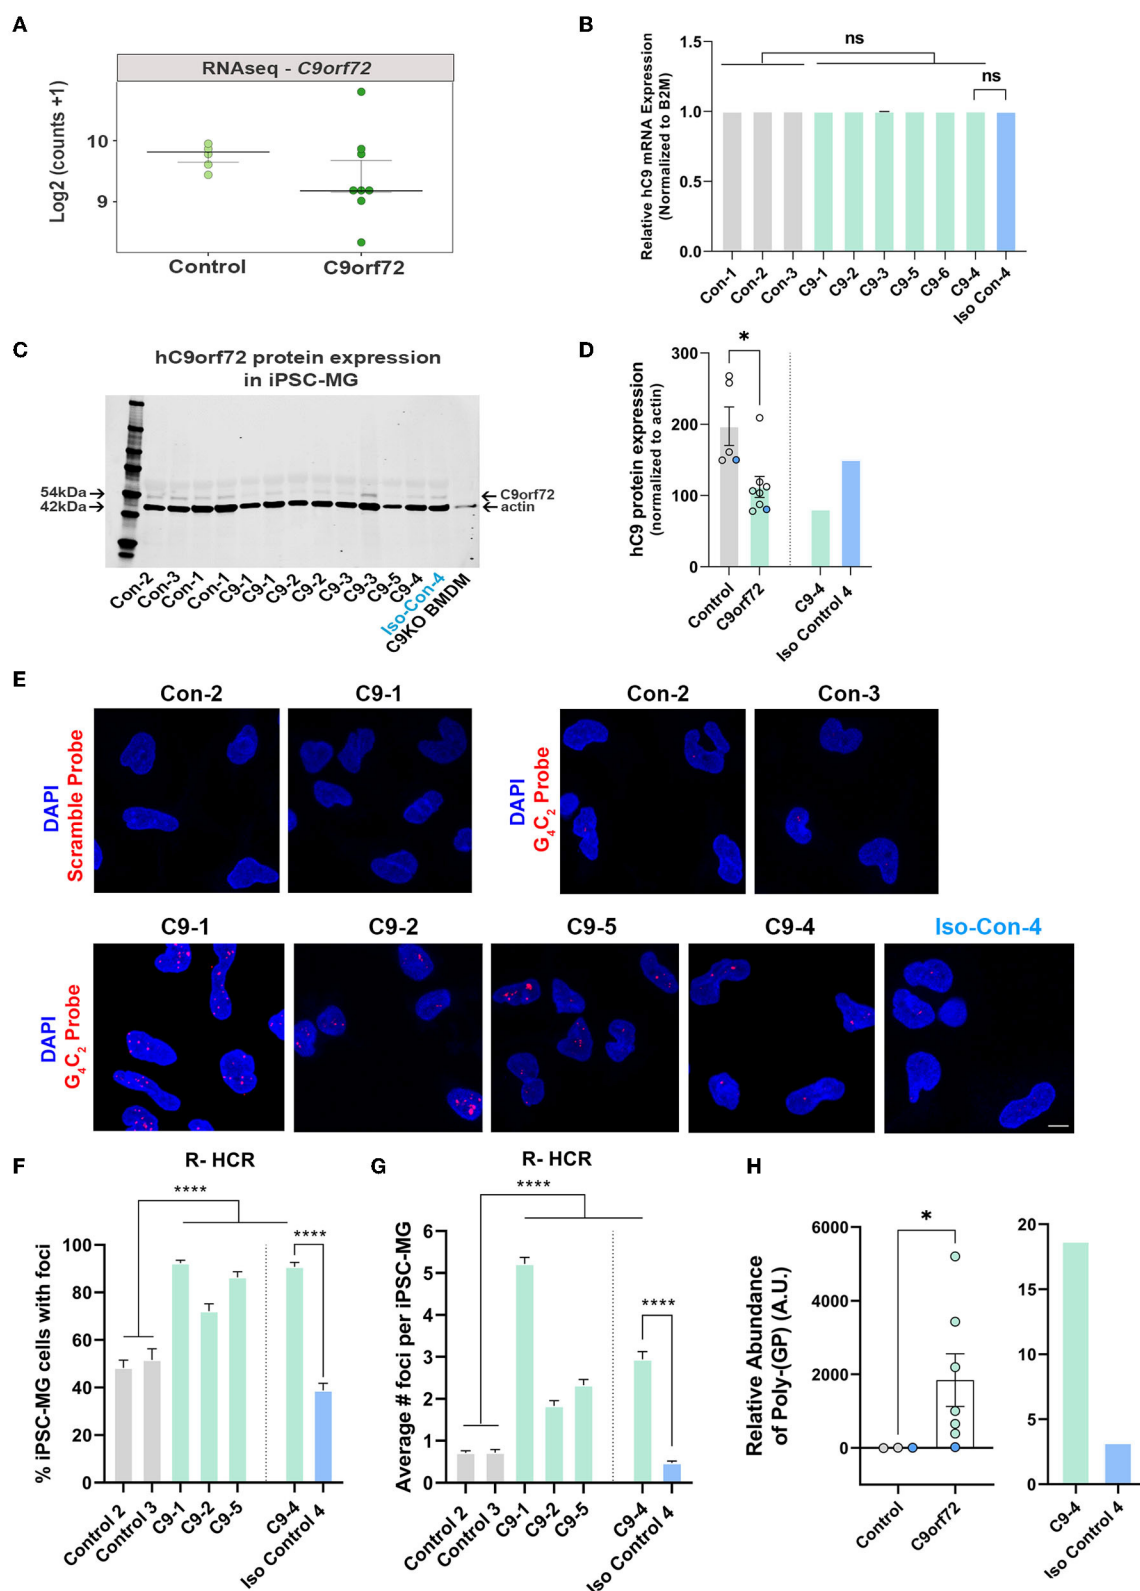 A
RNAseq - C9orf72
Log2 (counts +1)
10
9
Control
C9orf72
B
Relative hC9 mRNA Expression
(Normalized to B2M)
1.5
1.0
0.5
0.0
ns
ns
Con-1
Con-2
Con-3
C9-1
C9-2
C9-3
C9-5
C9-6
C9-4
Iso Con-4
C
hC9orf72 protein expression
in iPSC-MG
54kDa
42kDa
C9orf72
actin
Con-2
Con-3
Con-1
Con-1
C9-1
C9-1
C9-2
C9-2
C9-3
C9-3
C9-5
C9-4
Iso-Con-4
C9KO BMDM
D
hC9 protein expression
(normalized to actin)
300
200
100
0
*
Control
C9orf72
C9-4
Iso Control 4
E
Con-2
C9-1
Con-2
Con-3
DAPI
Scramble Probe
DAPI
G4C2 Probe
C9-1
C9-2
C9-5
C9-4
Iso-Con-4
DAPI
G4C2 Probe
F
R- HCR
% iPSC-MG cells with foci
100
80
60
40
20
0
****
****
Control 2
Control 3
C9-1
C9-2
C9-5
C9-4
Iso Control 4
G
R- HCR
Average # foci per iPSC-MG
6
5
4
3
2
1
0
****
****
Control 2
Control 3
C9-1
C9-2
C9-5
C9-4
Iso Control 4
H
Relative Abundance
of Poly-(GP) (A.U.)
6000
4000
2000
0
*
Control
C9orf72
20
15
10
5
0
C9-4
Iso Control 4